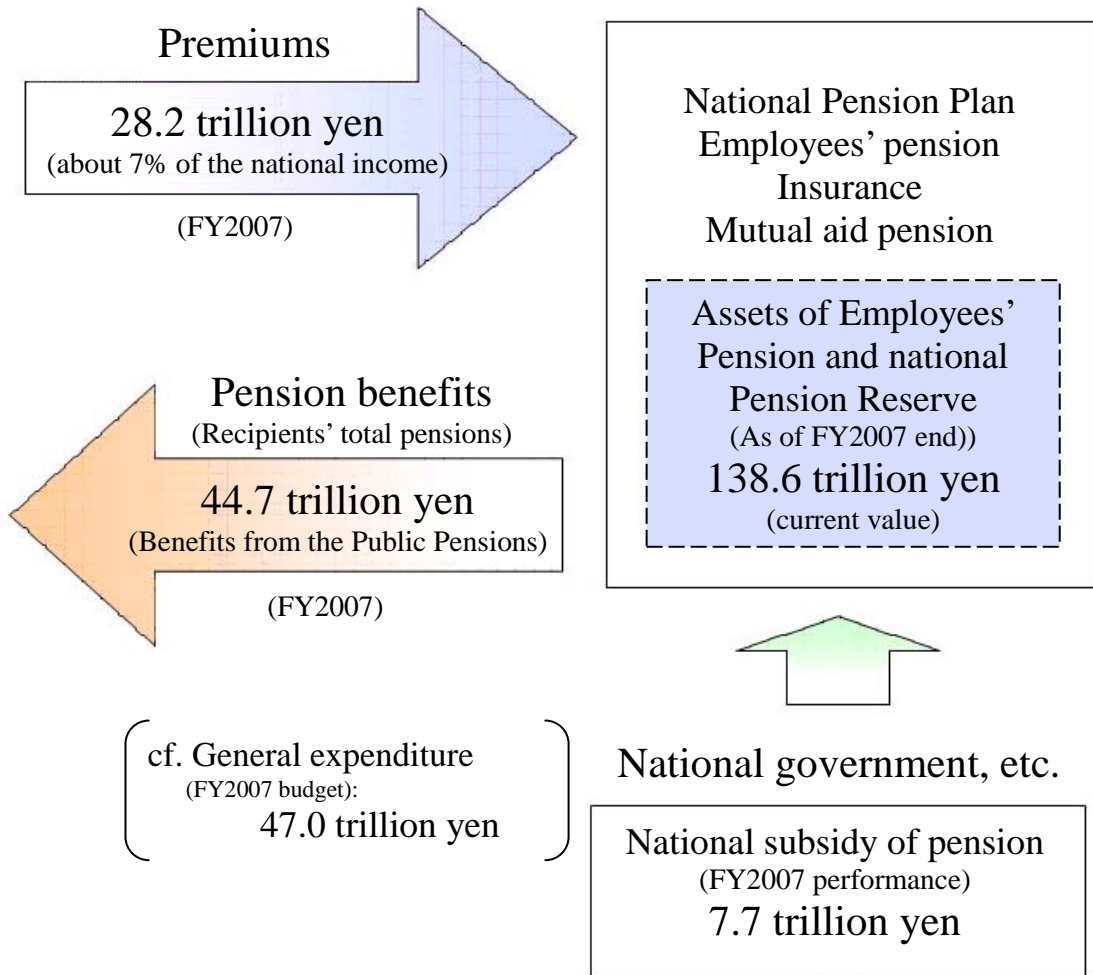 Premiums
28.2 trillion yen
(about 7% of the national income)
(FY2007)
National Pension Plan
Employees’ pension
Insurance
Mutual aid pension
Assets of Employees’
Pension and national
Pension Reserve
(As of FY2007 end))
138.6 trillion yen
(current value)
Pension benefits
(Recipients’ total pensions)
44.7 trillion yen
(Benefits from the Public Pensions)
(FY2007)
cf. General expenditure
(FY2007 budget):
47.0 trillion yen
National government, etc.
National subsidy of pension
(FY2007 performance)
7.7 trillion yen